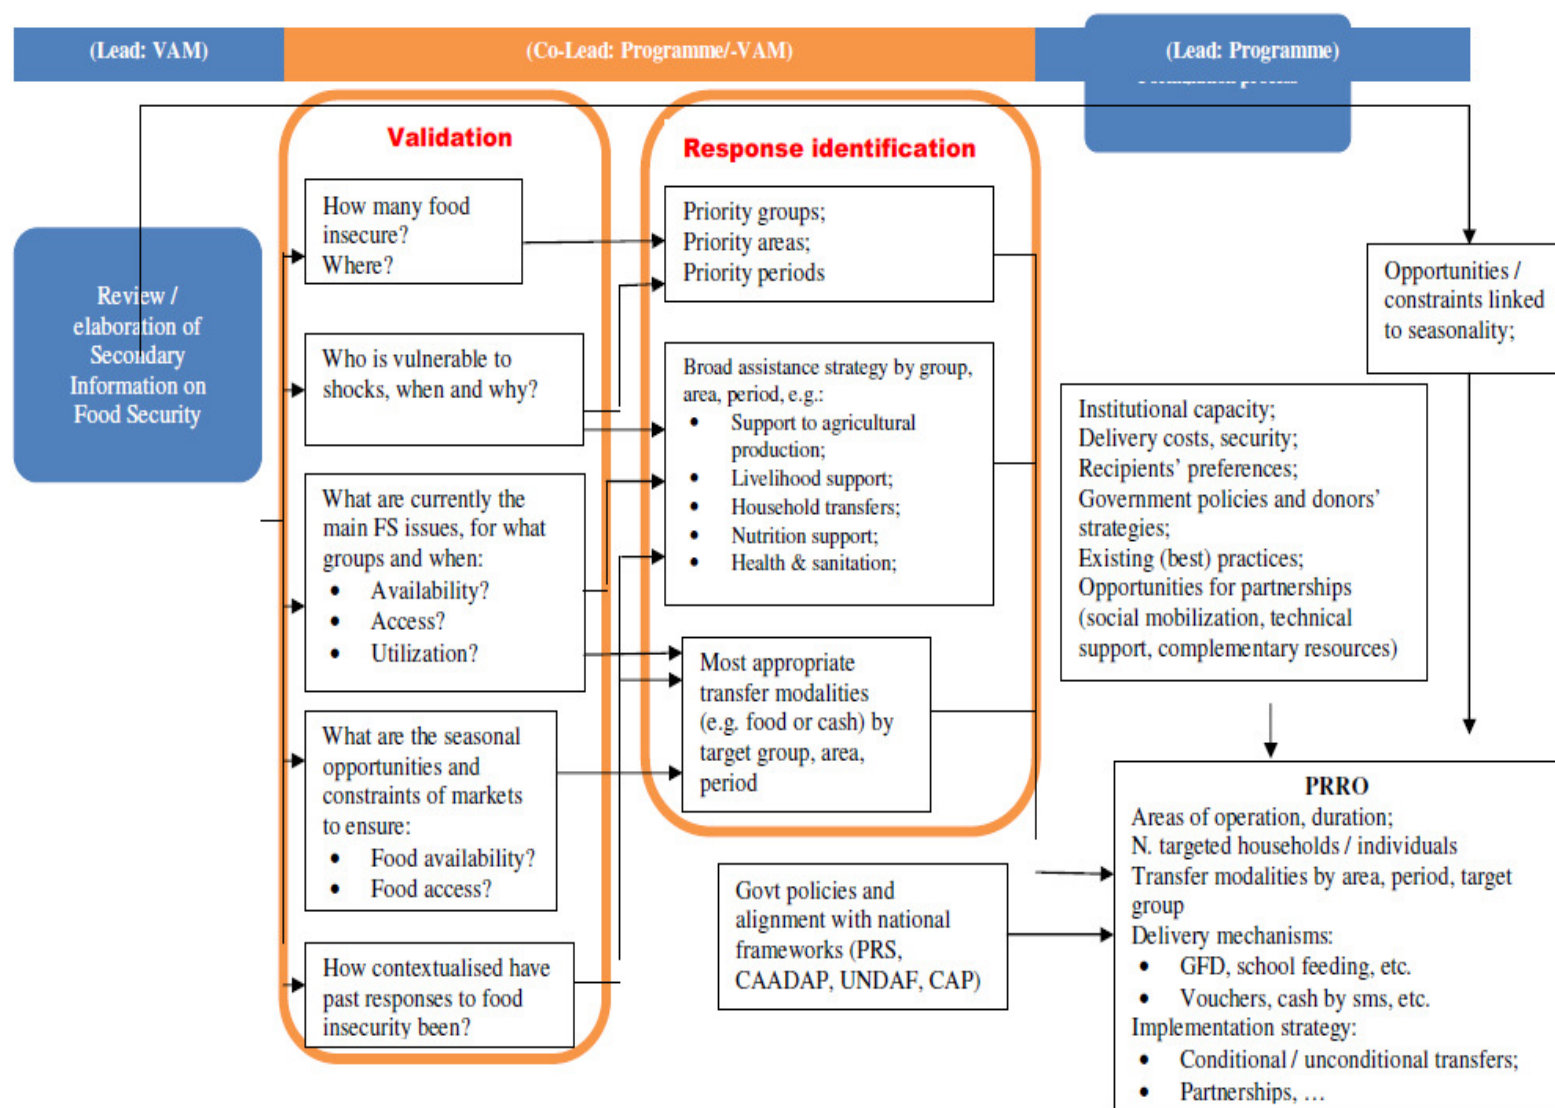 (Lead: VAM)
(Co-Lead: Programme/-VAM)
(Lead: Programme)
Validation
Response identification
Review /
elaboration of
Secondary
Information on
Food Security
How many food
insecure?
Where?
Who is vulnerable to
shocks, when and why?
What are currently the
main FS issues, for what
groups and when:
• Availability?
• Access?
• Utilization?
What are the seasonal
opportunities and
constraints of markets
to ensure:
• Food availability?
• Food access?
How contextualised have
past responses to food
insecurity been?
Priority groups;
Priority areas;
Priority periods
Broad assistance strategy by group,
area, period, e.g.:
• Support to agricultural
production;
• Livelihood support;
• Household transfers;
• Nutrition support;
• Health & sanitation;
Most appropriate
transfer modalities
(e.g. food or cash) by
target group, area,
period
Govt policies and
alignment with national
frameworks (PRS,
CAADAP, UNDAF, CAP)
Opportunities /
constraints linked
to seasonality;
Institutional capacity;
Delivery costs, security;
Recipients’ preferences;
Government policies and donors’
strategies;
Existing (best) practices;
Opportunities for partnerships
(social mobilization, technical
support, complementary resources)
PRRO
Areas of operation, duration;
N. targeted households / individuals
Transfer modalities by area, period, target
group
Delivery mechanisms:
• GFD, school feeding, etc.
• Vouchers, cash by sms, etc.
Implementation strategy:
• Conditional / unconditional transfers;
• Partnerships, …